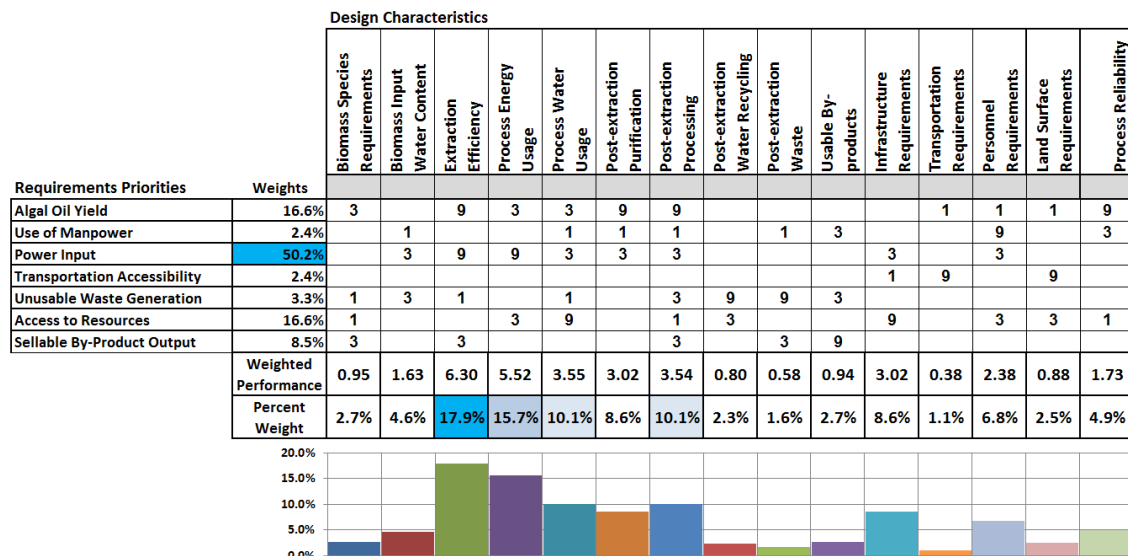 Design Characteristics
Biomass Species Requirements
Biomass Input Water Content
Extraction Efficiency
Process Energy Usage
Process Water Usage
Post-extraction Purification
Post-extraction Processing
Post-extraction Water Recycling
Post-extraction Waste
Usable By-products
Infrastructure Requirements
Transportation Requirements
Personnel Requirements
Land Surface Requirements
Process Reliability
Requirements Priorities Weights
Algal Oil Yield 16.6% 3 9 3 3 9 9 1 1 1 9
Use of Manpower 2.4% 1 1 1 1 1 3 9 3
Power Input 50.2% 3 9 9 3 3 3 3 3
Transportation Accessibility 2.4% 1 9 9
Unusable Waste Generation 3.3% 1 3 1 1 3 9 9 3
Access to Resources 16.6% 1 3 9 1 3 9 3 3 1
Sellable By-Product Output 8.5% 3 3 3 3 9
Weighted Performance 0.95 1.63 6.30 5.52 3.55 3.02 3.54 0.80 0.58 0.94 3.02 0.38 2.38 0.88 1.73
Percent Weight 2.7% 4.6% 17.9% 15.7% 10.1% 8.6% 10.1% 2.3% 1.6% 2.7% 8.6% 1.1% 6.8% 2.5% 4.9%
20.0%
15.0%
10.0%
5.0%
0.0%